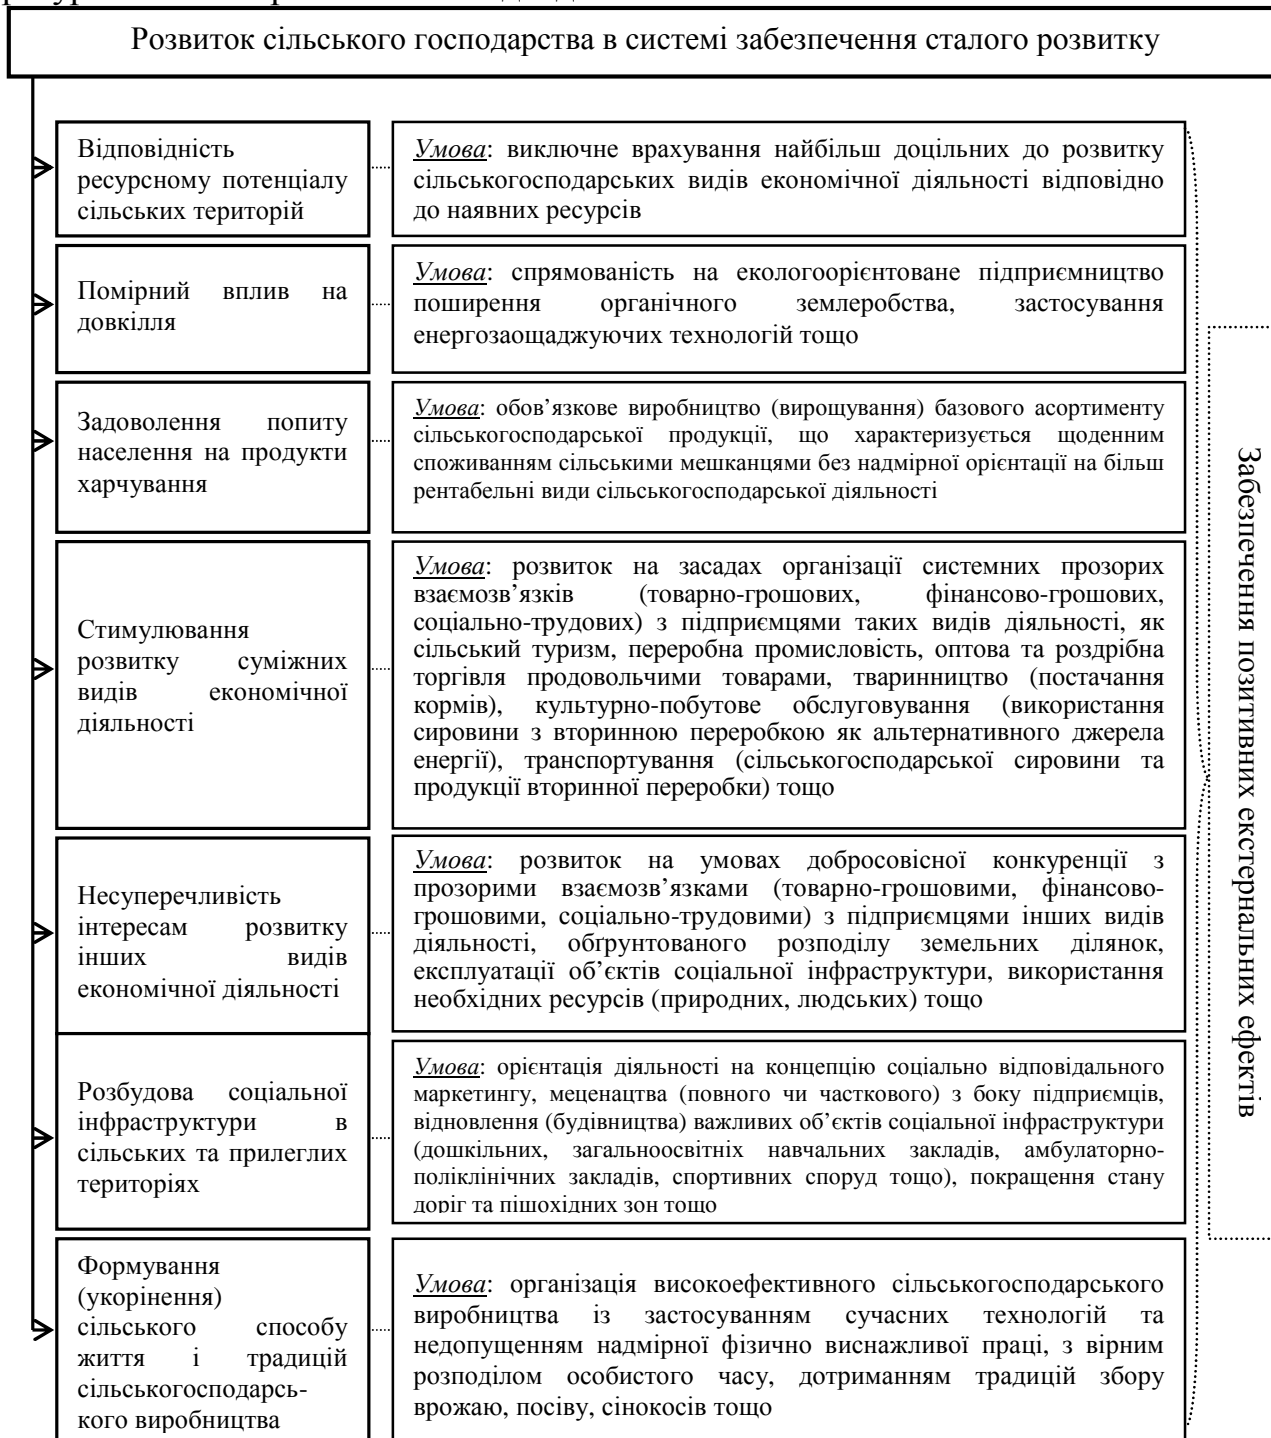 Розвиток сільського господарства в системі забезпечення сталого розвитку
Відповідність
ресурсному потенціалу
сільських територій
Умова: виключне врахування найбільш доцільних до розвитку
сільськогосподарських видів економічної діяльності відповідно
до наявних ресурсів
Помірний вплив на
довкілля
Умова: спрямованість на екологоорієнтоване підприємництво
поширення органічного землеробства, застосування
енергозаощаджуючих технологій тощо
Задоволення попиту
населення на продукти
харчування
Умова: обов’язкове виробництво (вирощування) базового асортименту
сільськогосподарської продукції, що характеризується щоденним
споживанням сільськими мешканцями без надмірної орієнтації на більш
рентабельні види сільськогосподарської діяльності
Стимулювання
розвитку суміжних
видів економічної
діяльності
Умова: розвиток на засадах організації системних прозорих
взаємозв’язків (товарно-грошових, фінансово-грошових,
соціально-трудових) з підприємцями таких видів діяльності, як
сільський туризм, переробна промисловість, оптова та роздрібна
торгівля продовольчими товарами, тваринництво (постачання
кормів), культурно-побутове обслуговування (використання
сировини з вторинною переробкою як альтернативного джерела
енергії), транспортування (сільськогосподарської сировини та
продукції вторинної переробки) тощо
Несуперечливість
інтересам розвитку
інших видів
економічної діяльності
Умова: розвиток на умовах добросовісної конкуренції з
прозорими взаємозв’язками (товарно-грошовими, фінансово-
грошовими, соціально-трудовими) з підприємцями інших видів
діяльності, обґрунтованого розподілу земельних ділянок,
експлуатації об’єктів соціальної інфраструктури, використання
необхідних ресурсів (природних, людських) тощо
Розбудова соціальної
інфраструктури в
сільських та прилеглих
територіях
Умова: орієнтація діяльності на концепцію соціально відповідального
маркетингу, меценацтва (повного чи часткового) з боку підприємців,
відновлення (будівництва) важливих об’єктів соціальної інфраструктури
(дошкільних, загальноосвітніх навчальних закладів, амбулаторно-
поліклінічних закладів, спортивних споруд тощо), покращення стану
доріг та пішохідних зон тощо
Формування
(укорінення)
сільського способу
життя і традицій
сільськогосподарсь-
кого виробництва
Умова: організація високоефективного сільськогосподарського
виробництва із застосуванням сучасних технологій та
недопущенням надмірної фізично виснажливої праці, з вірним
розподілом особистого часу, дотриманням традицій збору
врожаю, посіву, сінокосів тощо
Забезпечення позитивних екстернальних ефектів